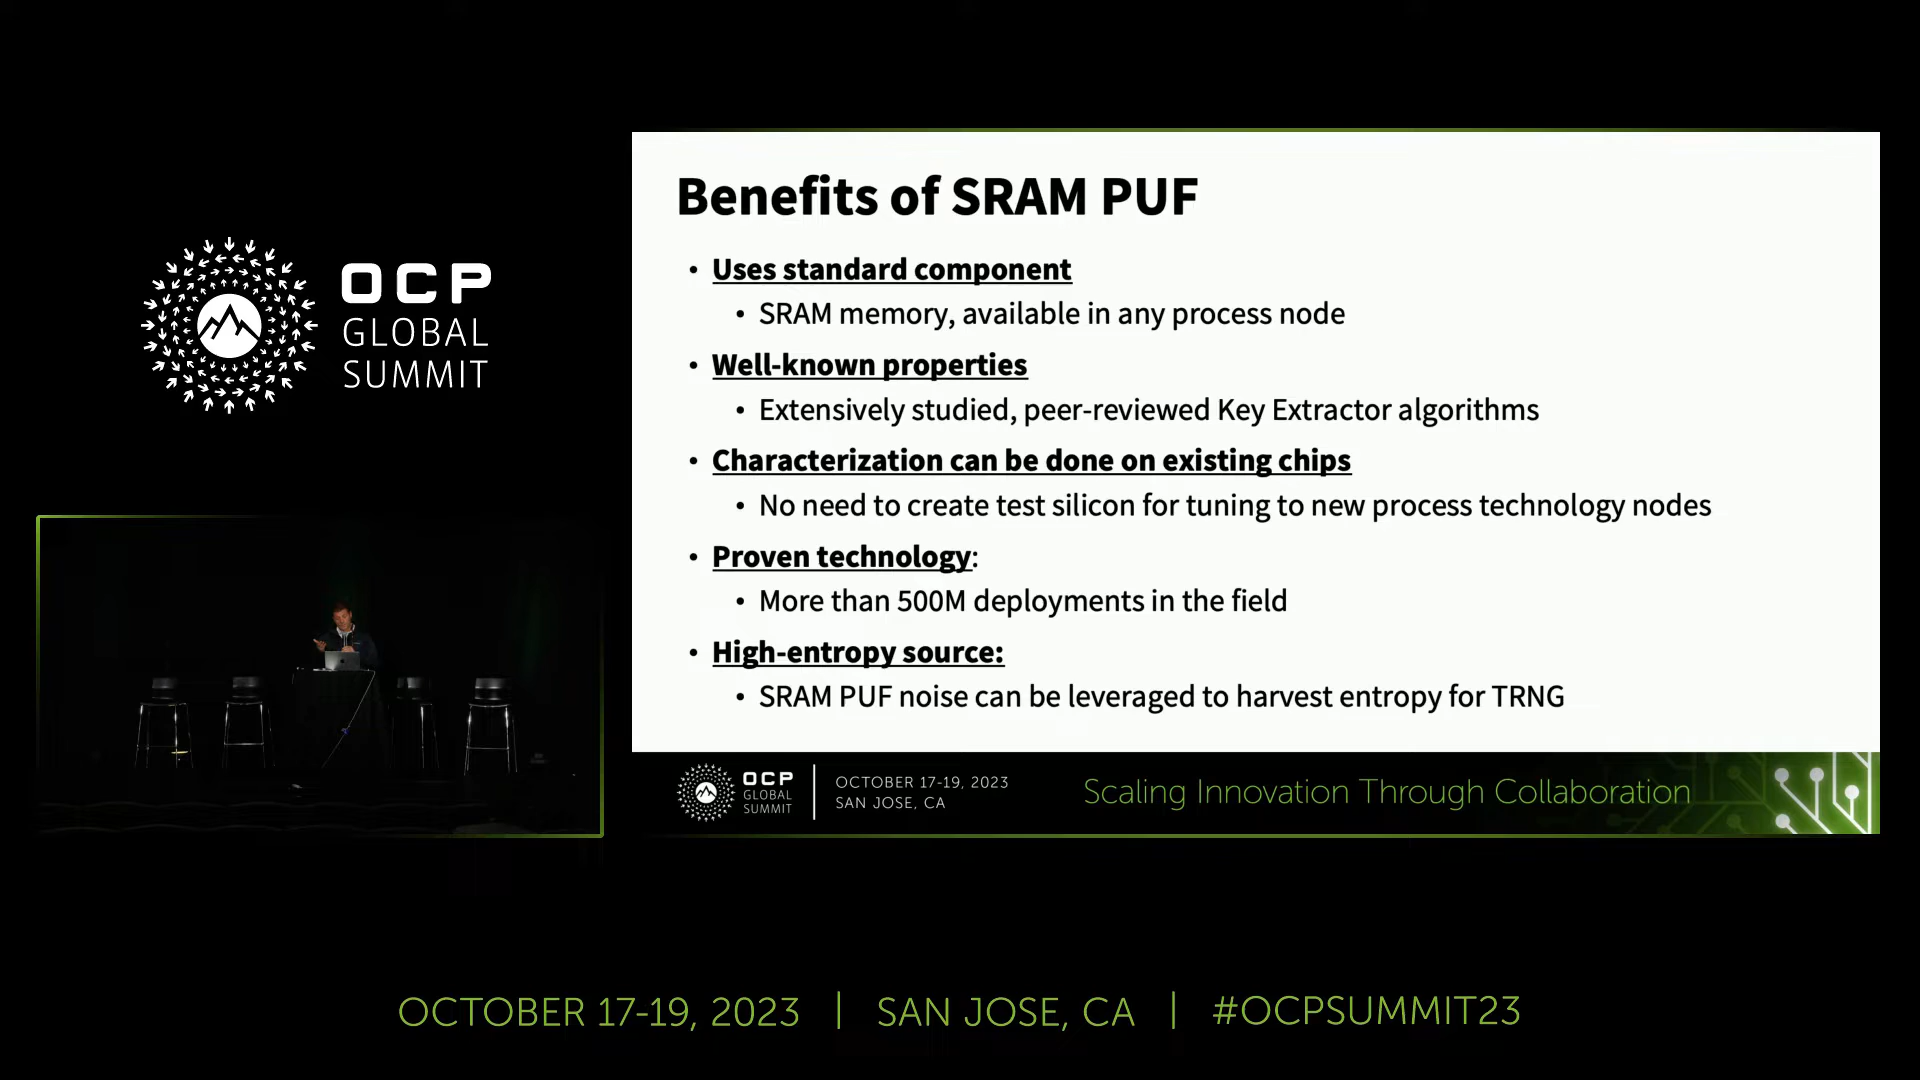 OCP
GLOBAL
SUMMIT
Benefits of SRAM PUF
• Uses standard component
• SRAM memory, available in any process node
• Well-known properties
• Extensively studied, peer-reviewed Key Extractor algorithms
• Characterization can be done on existing chips
• No need to create test silicon for tuning to new process technology nodes
• Proven technology:
• More than 500M deployments in the field
• High-entropy source:
• SRAM PUF noise can be leveraged to harvest entropy for TRNG
OCP
GLOBAL
SUMMIT
OCTOBER 17-19, 2023
SAN JOSE, CA
Scaling Innovation Through Collaboration
OCTOBER 17-19, 2023 | SAN JOSE, CA | #OCPSUMMIT23